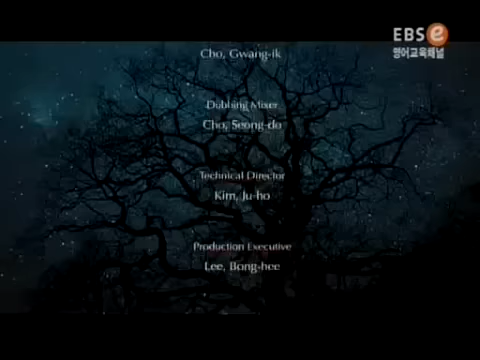 EBS e
영어교육채널
Cho, Gwang-ik
Dubbing Mixer
Cho, Seong-do
Technical Director
Kim, Ju-ho
Production Executive
Lee, Bong-hee